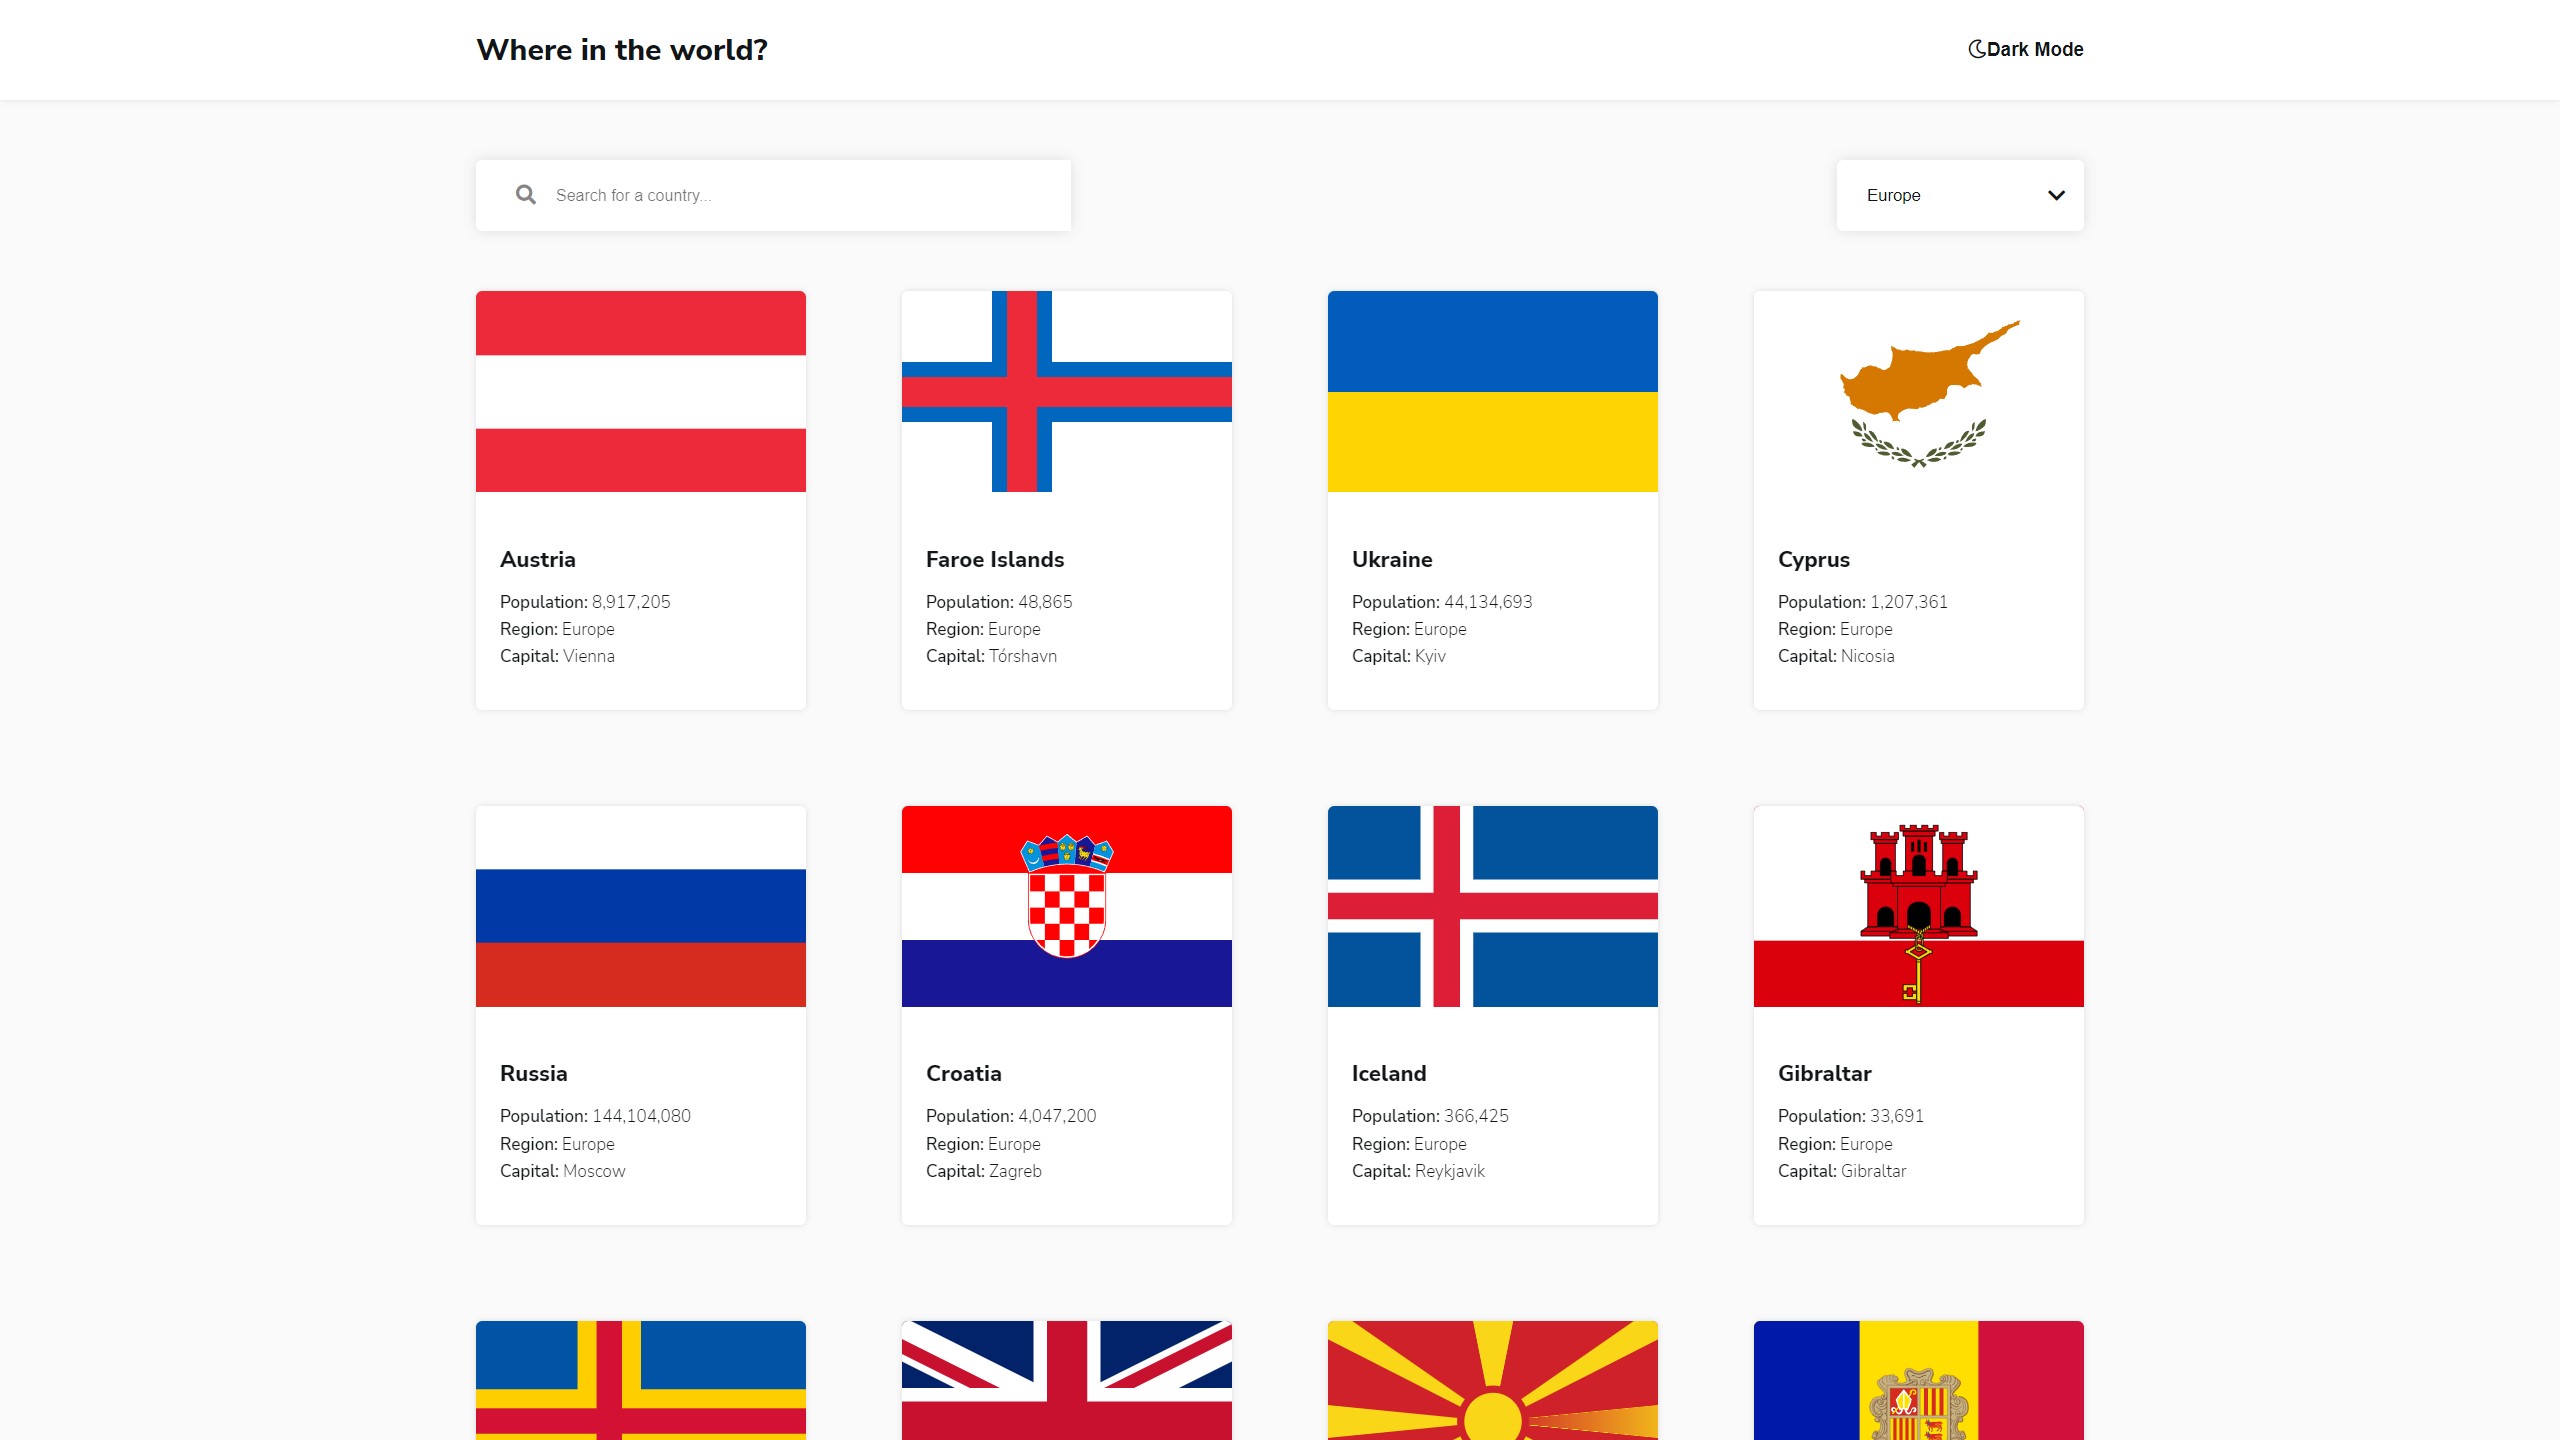 Where in the world?
Dark Mode
Search for a country...
Europe
Austria
Population: 8,917,205
Region: Europe
Capital: Vienna
Faroe Islands
Population: 48,865
Region: Europe
Capital: Tórshavn
Ukraine
Population: 44,134,693
Region: Europe
Capital: Kyiv
Cyprus
Population: 1,207,361
Region: Europe
Capital: Nicosia
Russia
Population: 144,104,080
Region: Europe
Capital: Moscow
Croatia
Population: 4,047,200
Region: Europe
Capital: Zagreb
Iceland
Population: 366,425
Region: Europe
Capital: Reykjavik
Gibraltar
Population: 33,691
Region: Europe
Capital: Gibraltar